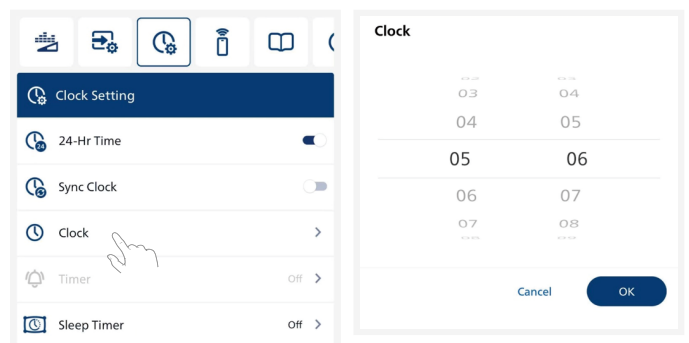 Clock Setting
24-Hr Time
24
Sync Clock
Clock
Timer Off
Sleep Timer Off
Clock
03 04
04 05
05 06
06 07
07 08
Cancel OK